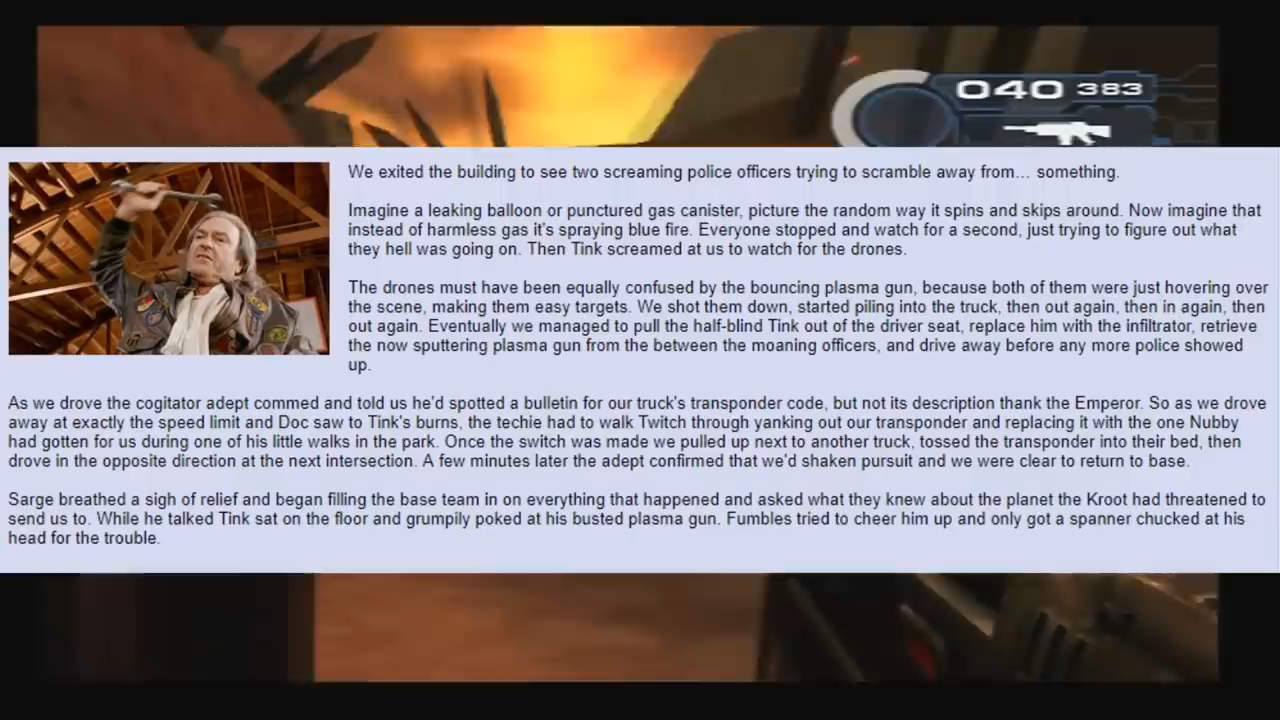 040 383
We exited the building to see two screaming police officers trying to scramble away from... something.
Imagine a leaking balloon or punctured gas canister, picture the random way it spins and skips around. Now imagine that
instead of harmless gas it's spraying blue fire. Everyone stopped and watch for a second, just trying to figure out what
they hell was going on. Then Tink screamed at us to watch for the drones.
The drones must have been equally confused by the bouncing plasma gun, because both of them were just hovering over
the scene, making them easy targets. We shot them down, started piling into the truck, then out again, then in again, then
out again. Eventually we managed to pull the half-blind Tink out of the driver seat, replace him with the infiltrator, retrieve
the now sputtering plasma gun from the between the moaning officers, and drive away before any more police showed
up.
As we drove the cogitator adept commed and told us he'd spotted a bulletin for our truck's transponder code, but not its description thank the Emperor. So as we drove
away at exactly the speed limit and Doc saw to Tink's burns, the techie had to walk Twitch through yanking out our transponder and replacing it with the one Nubby
had gotten for us during one of his little walks in the park. Once the switch was made we pulled up next to another truck, tossed the transponder into their bed, then
drove in the opposite direction at the next intersection. A few minutes later the adept confirmed that we'd shaken pursuit and we were clear to return to base.
Sarge breathed a sigh of relief and began filling the base team in on everything that happened and asked what they knew about the planet the Kroot had threatened to
send us to. While he talked Tink sat on the floor and grumpily poked at his busted plasma gun. Fumbles tried to cheer him up and only got a spanner chucked at his
head for the trouble.